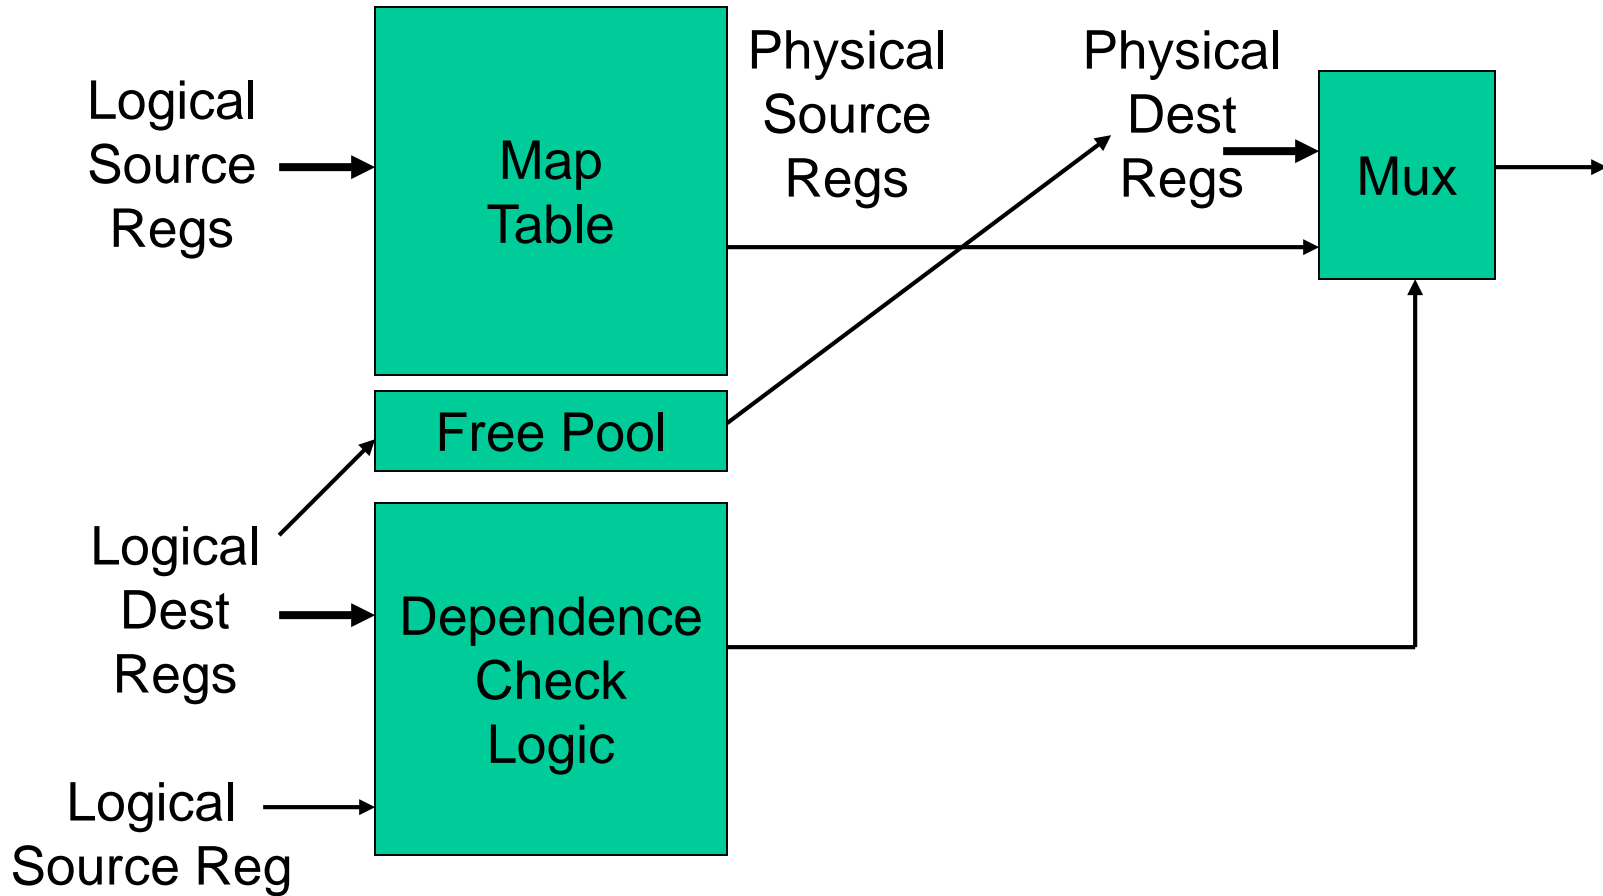 Logical
Source
Regs
Map
Table
Physical
Source
Regs
Physical
Dest
Regs
Mux
Free Pool
Logical
Dest
Regs
Dependence
Check
Logic
Logical
Source Reg